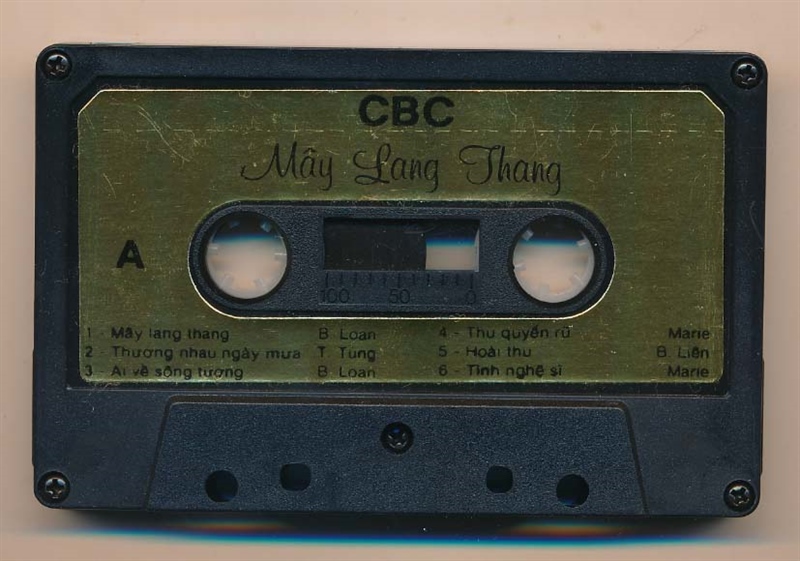 CBC
Mây Lang Thang
A
100 50 0
1 - Mây lang thang B. Loan
2 - Thương nhau ngày mưa T. Tùng
3 - Ai về sông tương B. Loan
4 - Thu quyến rũ Marie
5 - Hoài thu B. Liên
6 - Tình nghệ sĩ Marie